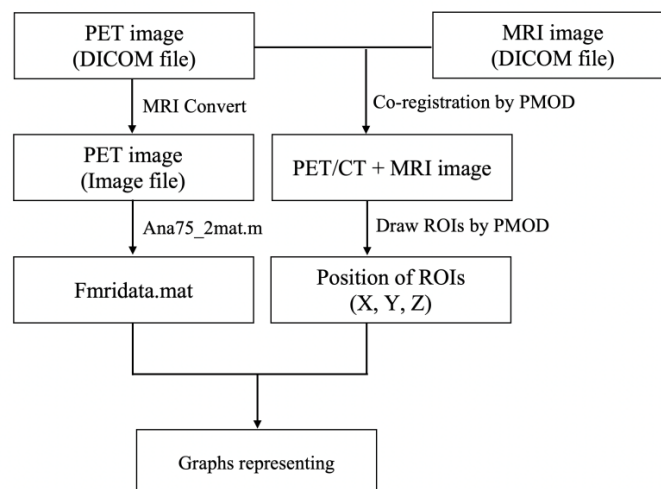 PET image
(DICOM file)
MRI image
(DICOM file)
MRI Convert
Co-registration by PMOD
PET image
(Image file)
PET/CT + MRI image
Ana75_2mat.m
Draw ROIs by PMOD
Fmridata.mat
Position of ROIs
(X, Y, Z)
Graphs representing